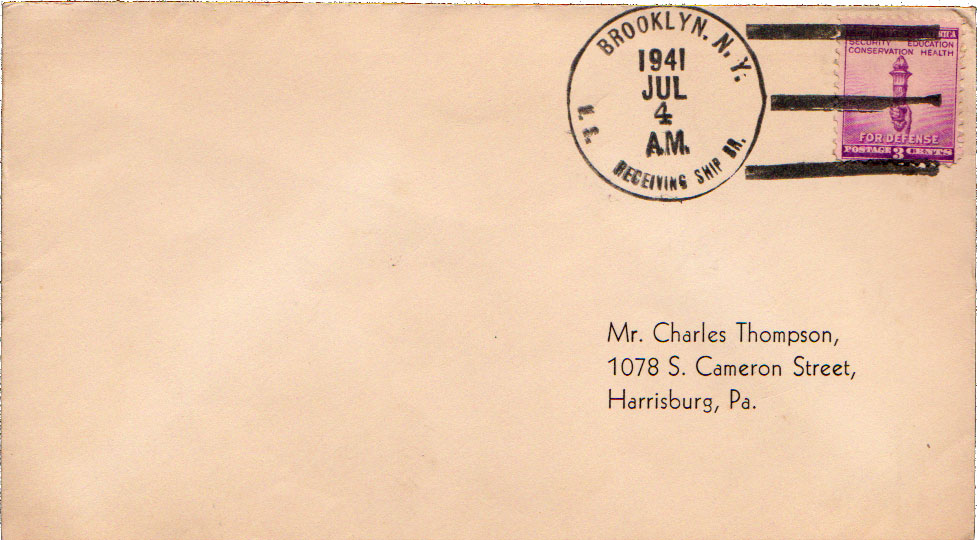 BROOKLYN, N.Y.
1941
JUL
4
A.M.
RECEIVING SHIP BR.
SECURITY EDUCATION
CONSERVATION HEALTH
FOR DEFENSE
POSTAGE 3 CENTS
Mr. Charles Thompson,
1078 S. Cameron Street,
Harrisburg, Pa.